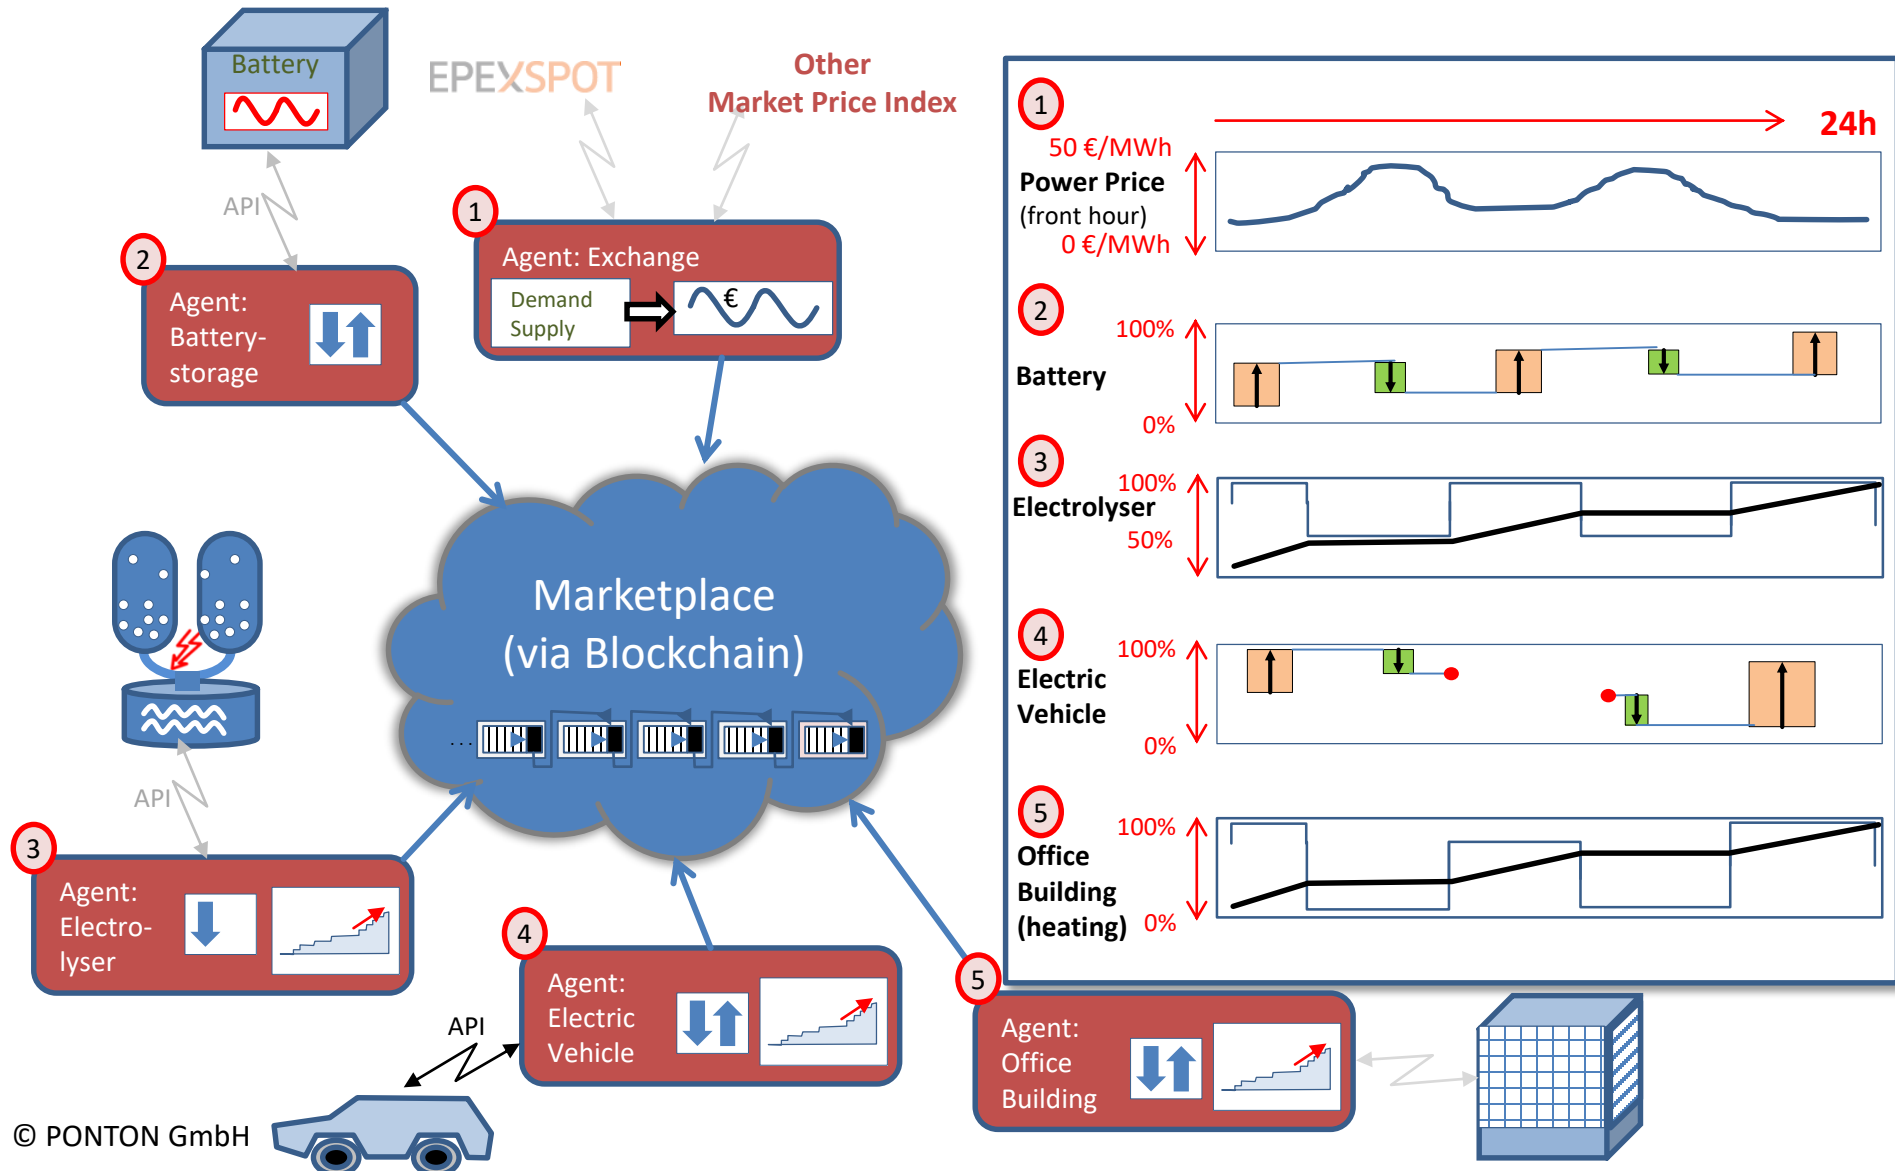 Battery
EPEXSPOT
Other
Market Price Index
API
1
Agent: Exchange
Demand
Supply
€
2
Agent:
Battery-
storage
Marketplace
(via Blockchain)
...
API
3
Agent:
Electro-
lyser
4
Agent:
Electric
Vehicle
API
5
Agent:
Office
Building
© PONTON GmbH
1
24h
50 €/MWh
Power Price
(front hour)
0 €/MWh
2
100%
Battery
0%
3
100%
Electrolyser
50%
4
100%
Electric
Vehicle
0%
5
100%
Office
Building
(heating)
0%